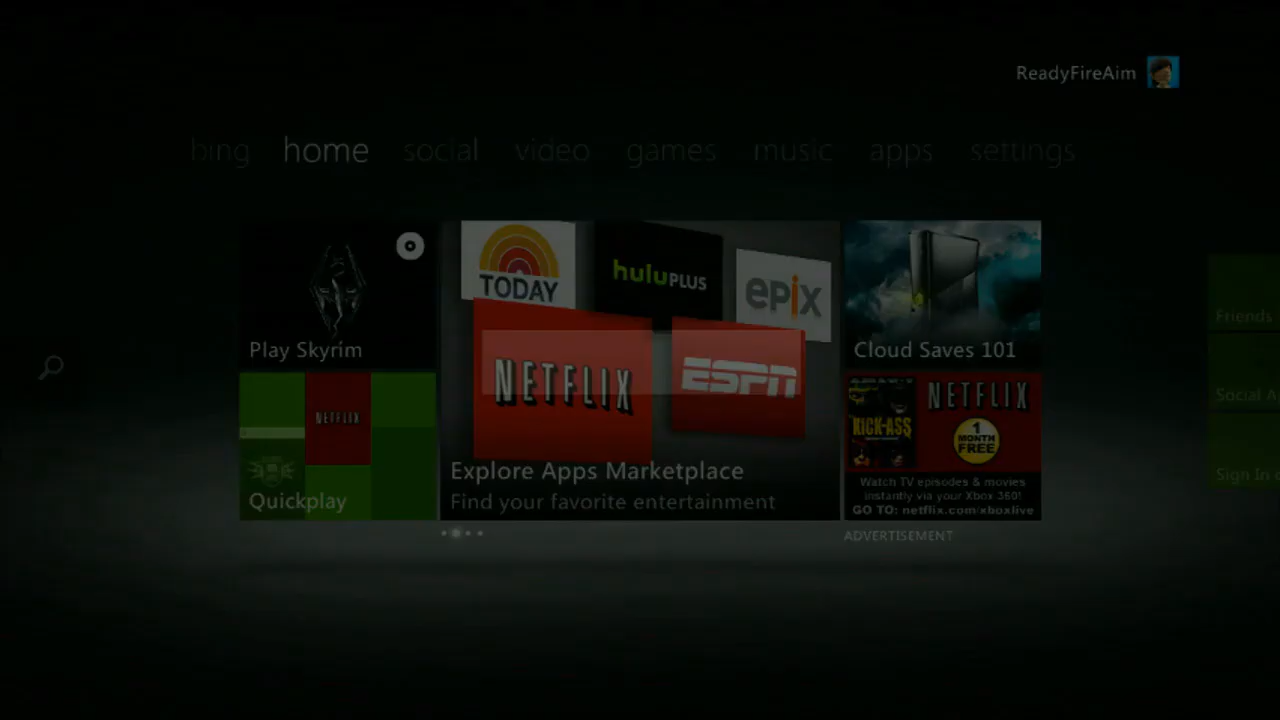 ReadyFireAim
bing home social video games music apps settings
Play Skyrim
TODAY
huluPLUS
epix
NETFLIX
ESPN
Explore Apps Marketplace
Find your favorite entertainment
Cloud Saves 101
NETFLIX
Quickplay
KICK-ASS
NETFLIX
1
MONTH
FREE
Watch TV episodes & movies
instantly via your Xbox 360!
GO TO: netflix.com/xboxlive
ADVERTISEMENT
Friends
Social A
Sign In